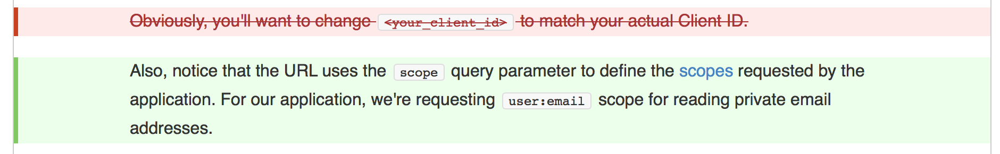 Obviously, you'll want to change <your_client_id> to match your actual Client ID.
Also, notice that the URL uses the scope query parameter to define the scopes requested by the
application. For our application, we're requesting user:email scope for reading private email
addresses.